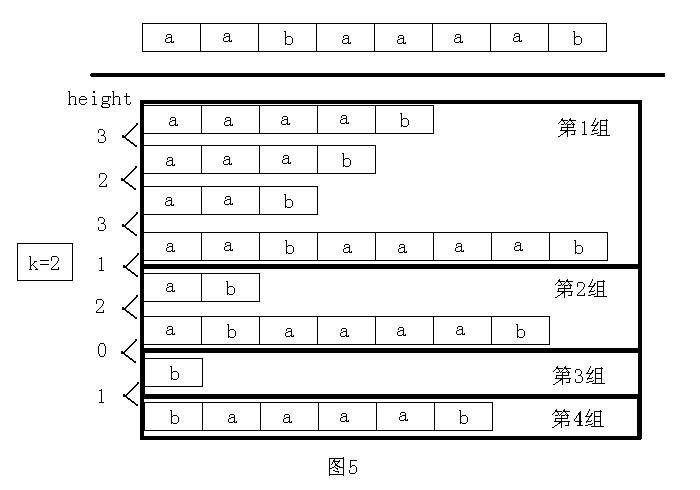 a a b a a a a b
height
a a a a b 第1组
3
a a a b
2
a a b
3
a a b a a a a b
k=2
1
a b 第2组
2
a b a a a a b
0
b 第3组
1
b a a a a b 第4组
图5